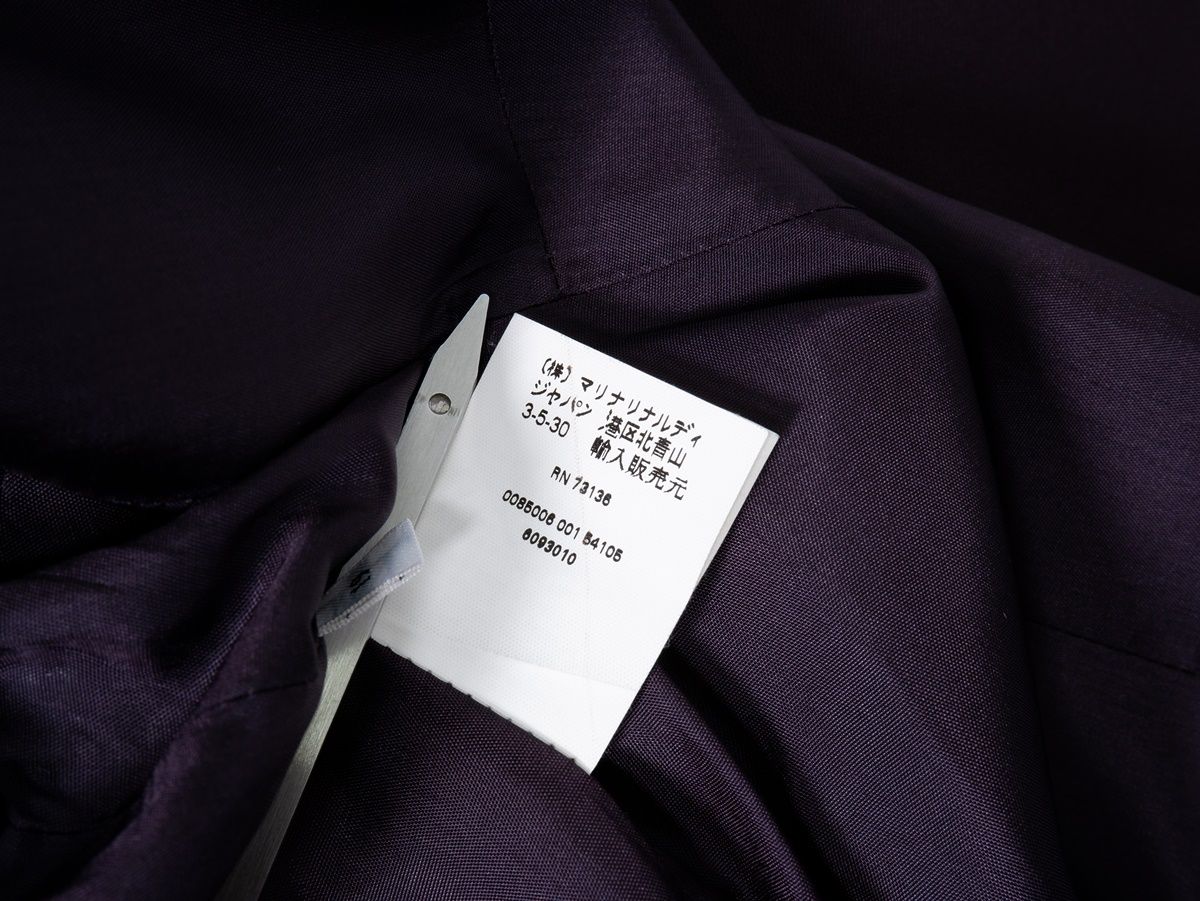 (株)マリナリナルディ
ジャパン 港区北青山
3-5-30 輸入販売元
RN 73136
0085006 001 54105
6093010